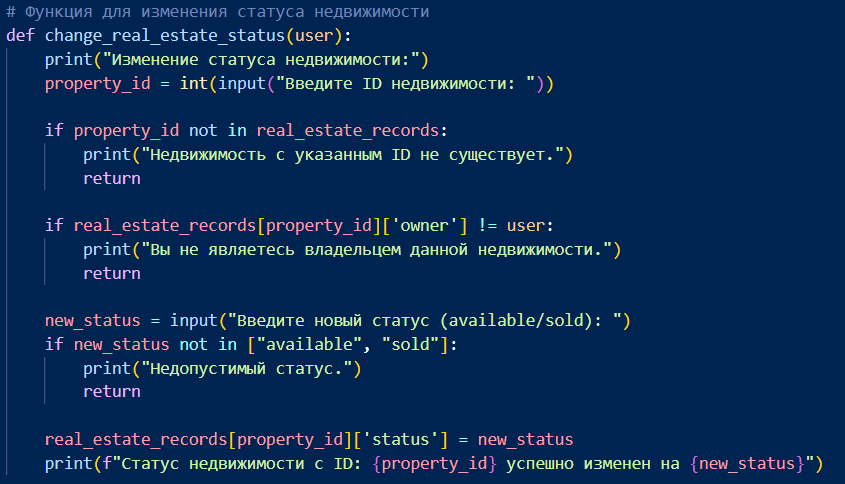 # Функция для изменения статуса недвижимости
def change_real_estate_status(user):
    print("Изменение статуса недвижимости:")
    property_id = int(input("Введите ID недвижимости: "))

    if property_id not in real_estate_records:
        print("Недвижимость с указанным ID не существует.")
        return

    if real_estate_records[property_id]['owner'] != user:
        print("Вы не являетесь владельцем данной недвижимости.")
        return

    new_status = input("Введите новый статус (available/sold): ")
    if new_status not in ["available", "sold"]:
        print("Недопустимый статус.")
        return

    real_estate_records[property_id]['status'] = new_status
    print(f"Статус недвижимости с ID: {property_id} успешно изменен на {new_status}")